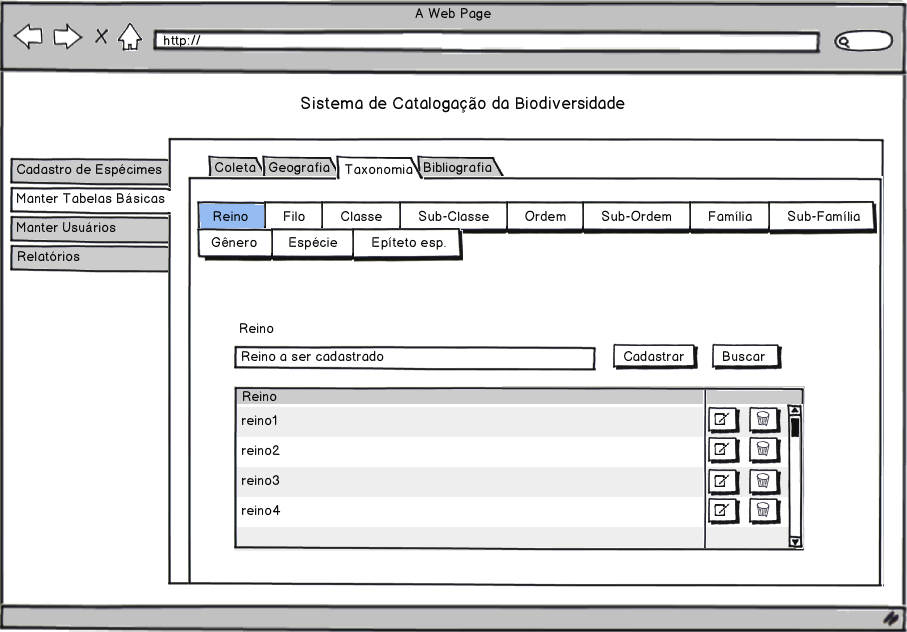 A Web Page
http://
Sistema de Catalogação da Biodiversidade
Cadastro de Espécimes
Manter Tabelas Básicas
Manter Usuários
Relatórios
Coleta Geografia Taxonomia Bibliografia
Reino Filo Classe Sub-Classe Ordem Sub-Ordem Família Sub-Família
Gênero Espécie Epíteto esp.
Reino
Reino a ser cadastrado Cadastrar Buscar
Reino
reino1
reino2
reino3
reino4